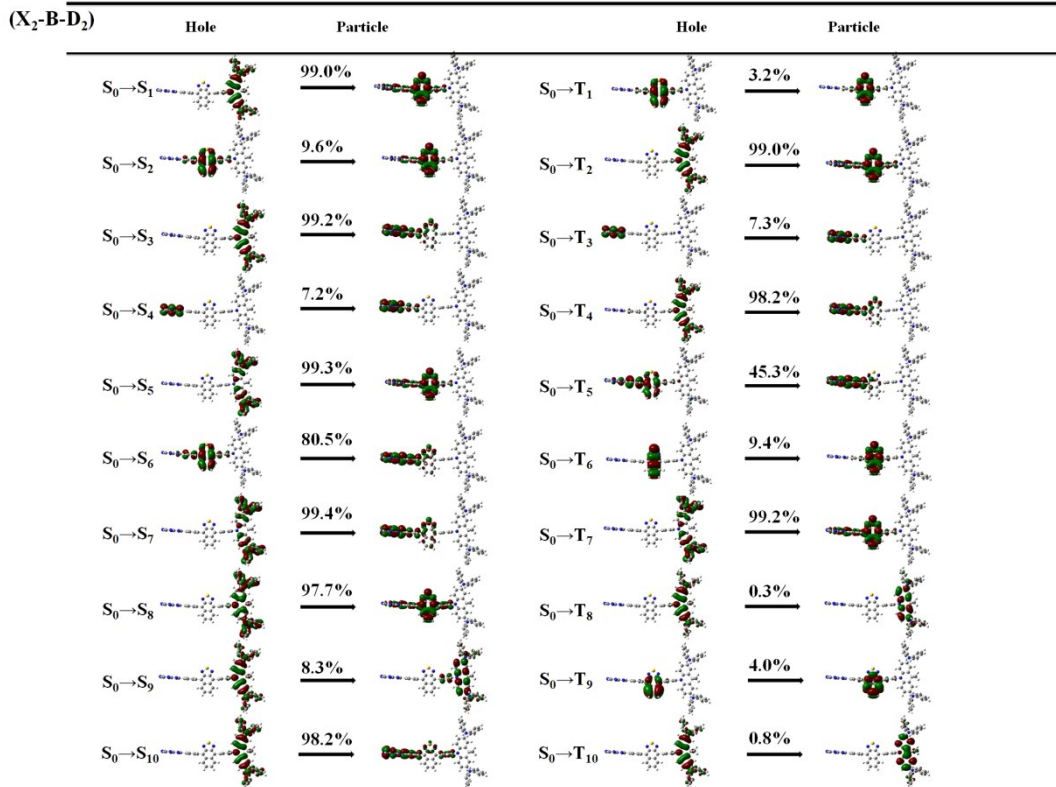 (X₂-B-D₂)
Hole Particle Hole Particle
S₀→S₁ 99.0% S₀→T₁ 3.2%
S₀→S₂ 9.6% S₀→T₂ 99.0%
S₀→S₃ 99.2% S₀→T₃ 7.3%
S₀→S₄ 7.2% S₀→T₄ 98.2%
S₀→S₅ 99.3% S₀→T₅ 45.3%
S₀→S₆ 80.5% S₀→T₆ 9.4%
S₀→S₇ 99.4% S₀→T₇ 99.2%
S₀→S₈ 97.7% S₀→T₈ 0.3%
S₀→S₉ 8.3% S₀→T₉ 4.0%
S₀→S₁₀ 98.2% S₀→T₁₀ 0.8%